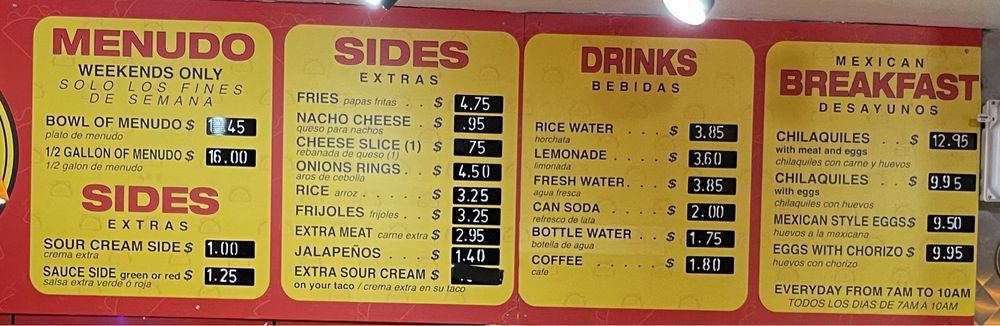 MENUDO
WEEKENDS ONLY
SOLO LOS FINES
DE SEMANA
BOWL OF MENUDO $ .45
plato de menudo
1/2 GALLON OF MENUDO $ 16.00
1/2 galon de menudo
SIDES
EXTRAS
SOUR CREAM SIDE $ 1.00
crema extra
SAUCE SIDE green or red $ 1.25
salsa extra verde ó roja
SIDES
EXTRAS
FRIES papas fritas . . $ 4.75
NACHO CHEESE . $ .95
queso para nachos
CHEESE SLICE (1) $ 75
rebanada de queso (1)
ONIONS RINGS . . $ 4.50
aros de cebolla
RICE arroz . . . . . $ 3.25
FRIJOLES frijoles . . $ 3.25
EXTRA MEAT carne extra $ 2.95
JALAPEÑOS . . . $ 1.40
EXTRA SOUR CREAM $
on your taco / crema extra en su taco
DRINKS
BEBIDAS
RICE WATER . . . . $ 3.85
horchata
LEMONADE . . . . $ 3.60
limonada
FRESH WATER. . . . $ 3.85
agua fresca
CAN SODA . . . . . $ 2.00
refresco de lata
BOTTLE WATER . . . $ 1.75
botella de agua
COFFEE . . . . . . $ 1.80
cafe
MEXICAN
BREAKFAST
DESAYUNOS
CHILAQUILES . . $ 12.95
with meat and eggs
chilaquiles con carne y huevos
CHILAQUILES . . $ 9.95
with eggs
chilaquiles con huevos
MEXICAN STYLE EGGS $ 9.50
huevos a la mexicana
EGGS WITH CHORIZO $ 9.95
huevos con chorizo
EVERYDAY FROM 7AM TO 10AM
TODOS LOS DIAS DE 7AM A 10AM